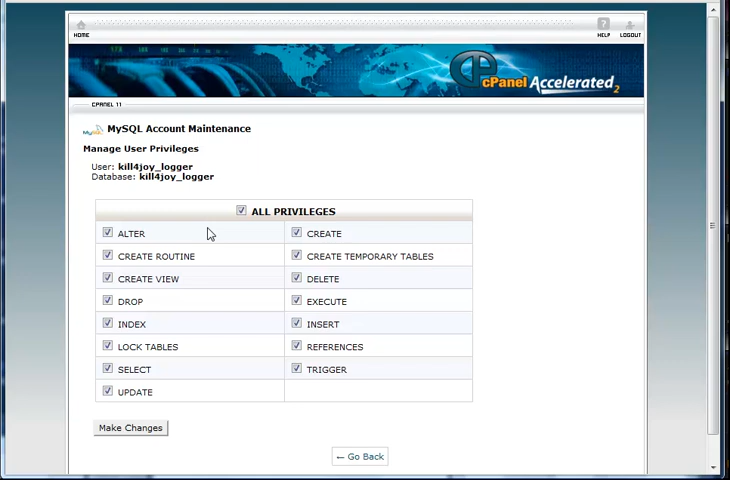 HOME
HELP LOGOUT
cPanel Accelerated2
CPANEL 11
MySQL MySQL Account Maintenance
Manage User Privileges
User: kill4joy_logger
Database: kill4joy_logger
ALL PRIVILEGES
ALTER CREATE
CREATE ROUTINE CREATE TEMPORARY TABLES
CREATE VIEW DELETE
DROP EXECUTE
INDEX INSERT
LOCK TABLES REFERENCES
SELECT TRIGGER
UPDATE
Make Changes
← Go Back